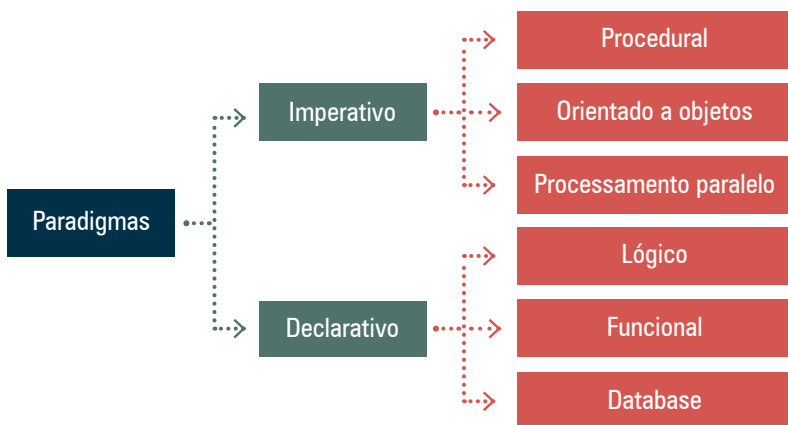 Paradigmas
Imperativo
Procedural
Orientado a objetos
Processamento paralelo
Declarativo
Lógico
Funcional
Database